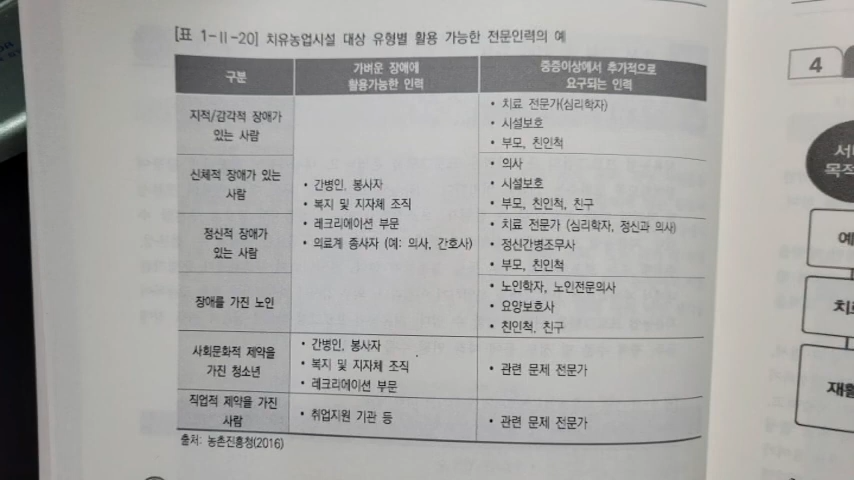 [표 1-Ⅱ-20] 치유농업시설 대상 유형별 활용 가능한 전문인력의 예
구분
가벼운 장애에
활용가능한 인력
중증이상에서 추가적으로
요구되는 인력
지적/감각적 장애가
있는 사람
• 치료 전문가(심리학자)
• 시설보호
• 부모, 친인척
신체적 장애가 있는
사람
• 간병인, 봉사자
• 복지 및 지자체 조직
• 레크리에이션 부문
• 의료계 종사자 (예: 의사, 간호사)
• 의사
• 시설보호
• 부모, 친인척, 친구
정신적 장애가
있는 사람
• 치료 전문가 (심리학자, 정신과 의사)
• 정신간병조무사
• 부모, 친인척
장애를 가진 노인
• 노인학자, 노인전문의사
• 요양보호사
• 친인척, 친구
사회문화적 제약을
가진 청소년
• 간병인, 봉사자
• 복지 및 지자체 조직
• 레크리에이션 부문
• 관련 문제 전문가
직업적 제약을 가진
사람
• 취업지원 기관 등
• 관련 문제 전문가
출처: 농촌진흥청(2016)
4
목적